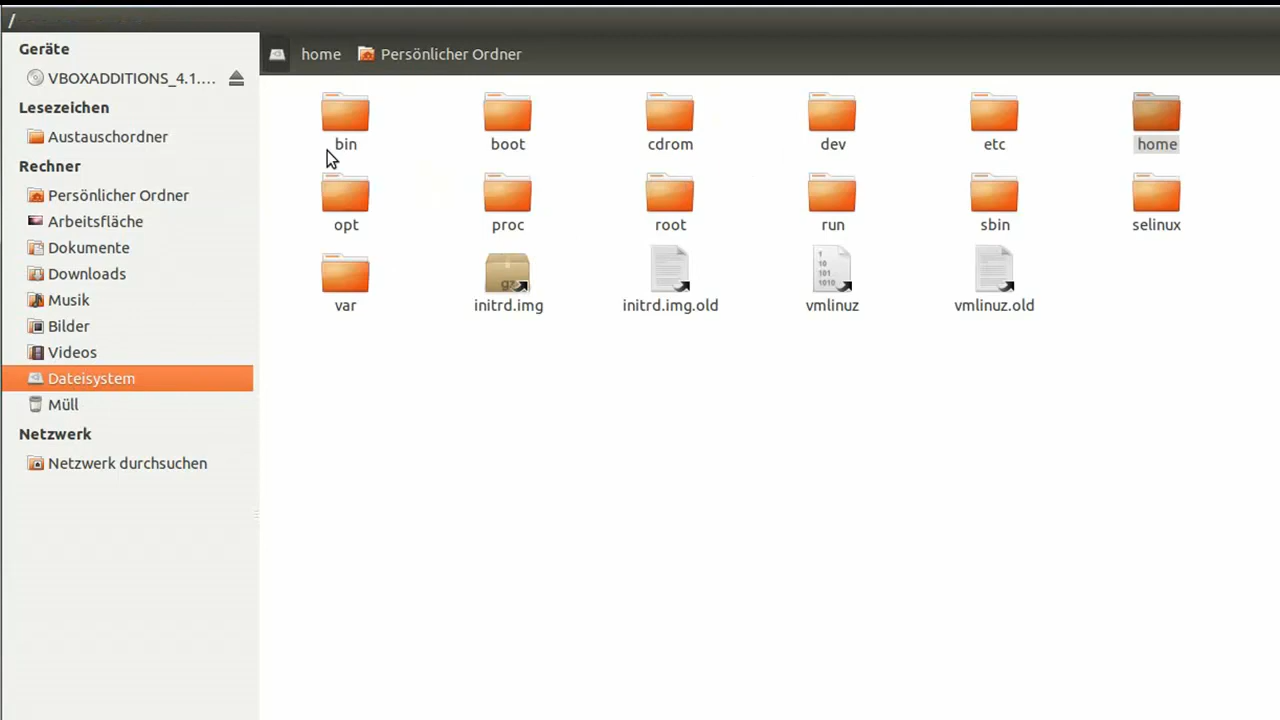 /
Geräte
VBOXADDITIONS_4.1....
Lesezeichen
Austauschordner
Rechner
Persönlicher Ordner
Arbeitsfläche
Dokumente
Downloads
Musik
Bilder
Videos
Dateisystem
Müll
Netzwerk
Netzwerk durchsuchen
home Persönlicher Ordner
bin boot cdrom dev etc home
opt proc root run sbin selinux
var initrd.img initrd.img.old vmlinuz vmlinuz.old